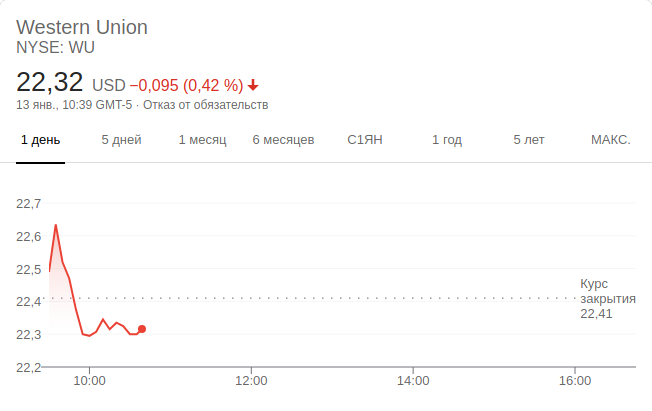 Western Union
NYSE: WU
22,32 USD −0,095 (0,42 %)
13 янв., 10:39 GMT-5 · Отказ от обязательств
1 день 5 дней 1 месяц 6 месяцев С1ЯН 1 год 5 лет МАКС.
22,7
22,6
22,5
22,4
22,3
22,2
Курс
закрытия
22,41
10:00 12:00 14:00 16:00